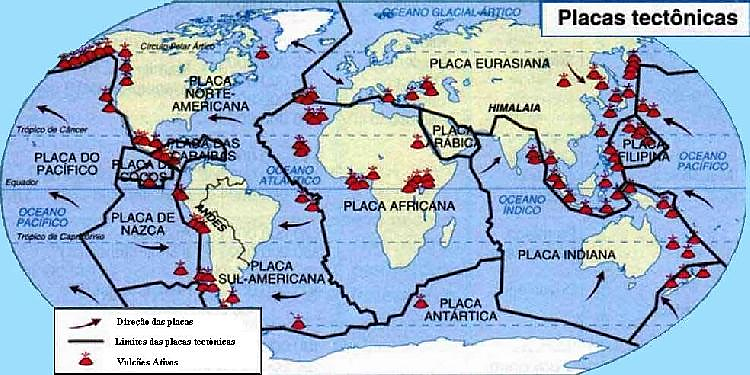 OCEANO GLACIAL ÁRTICO
Placas tectônicas
Círculo Polar Ártico
PLACA
NORTE-
AMERICANA
PLACA EURASIANA
HIMALAIA
Trópico de Câncer
PLACA DAS
CARAÍBAS
PLACA
ARÁBICA
PLACA
FILIPINA
PLACA DO
PACÍFICO
PLACA DE
COCOS
OCEANO
ATLÂNTICO
OCEANO
PACÍFICO
Equador
OCEANO
PACÍFICO
PLACA DE
NAZCA
ANDES
PLACA AFRICANA
OCEANO
ÍNDICO
Trópico de Capricórnio
PLACA
SUL-AMERICANA
PLACA INDIANA
PLACA
ANTÁRTICA
Direção das placas
Limites das placas tectônicas
Vulcões Ativos